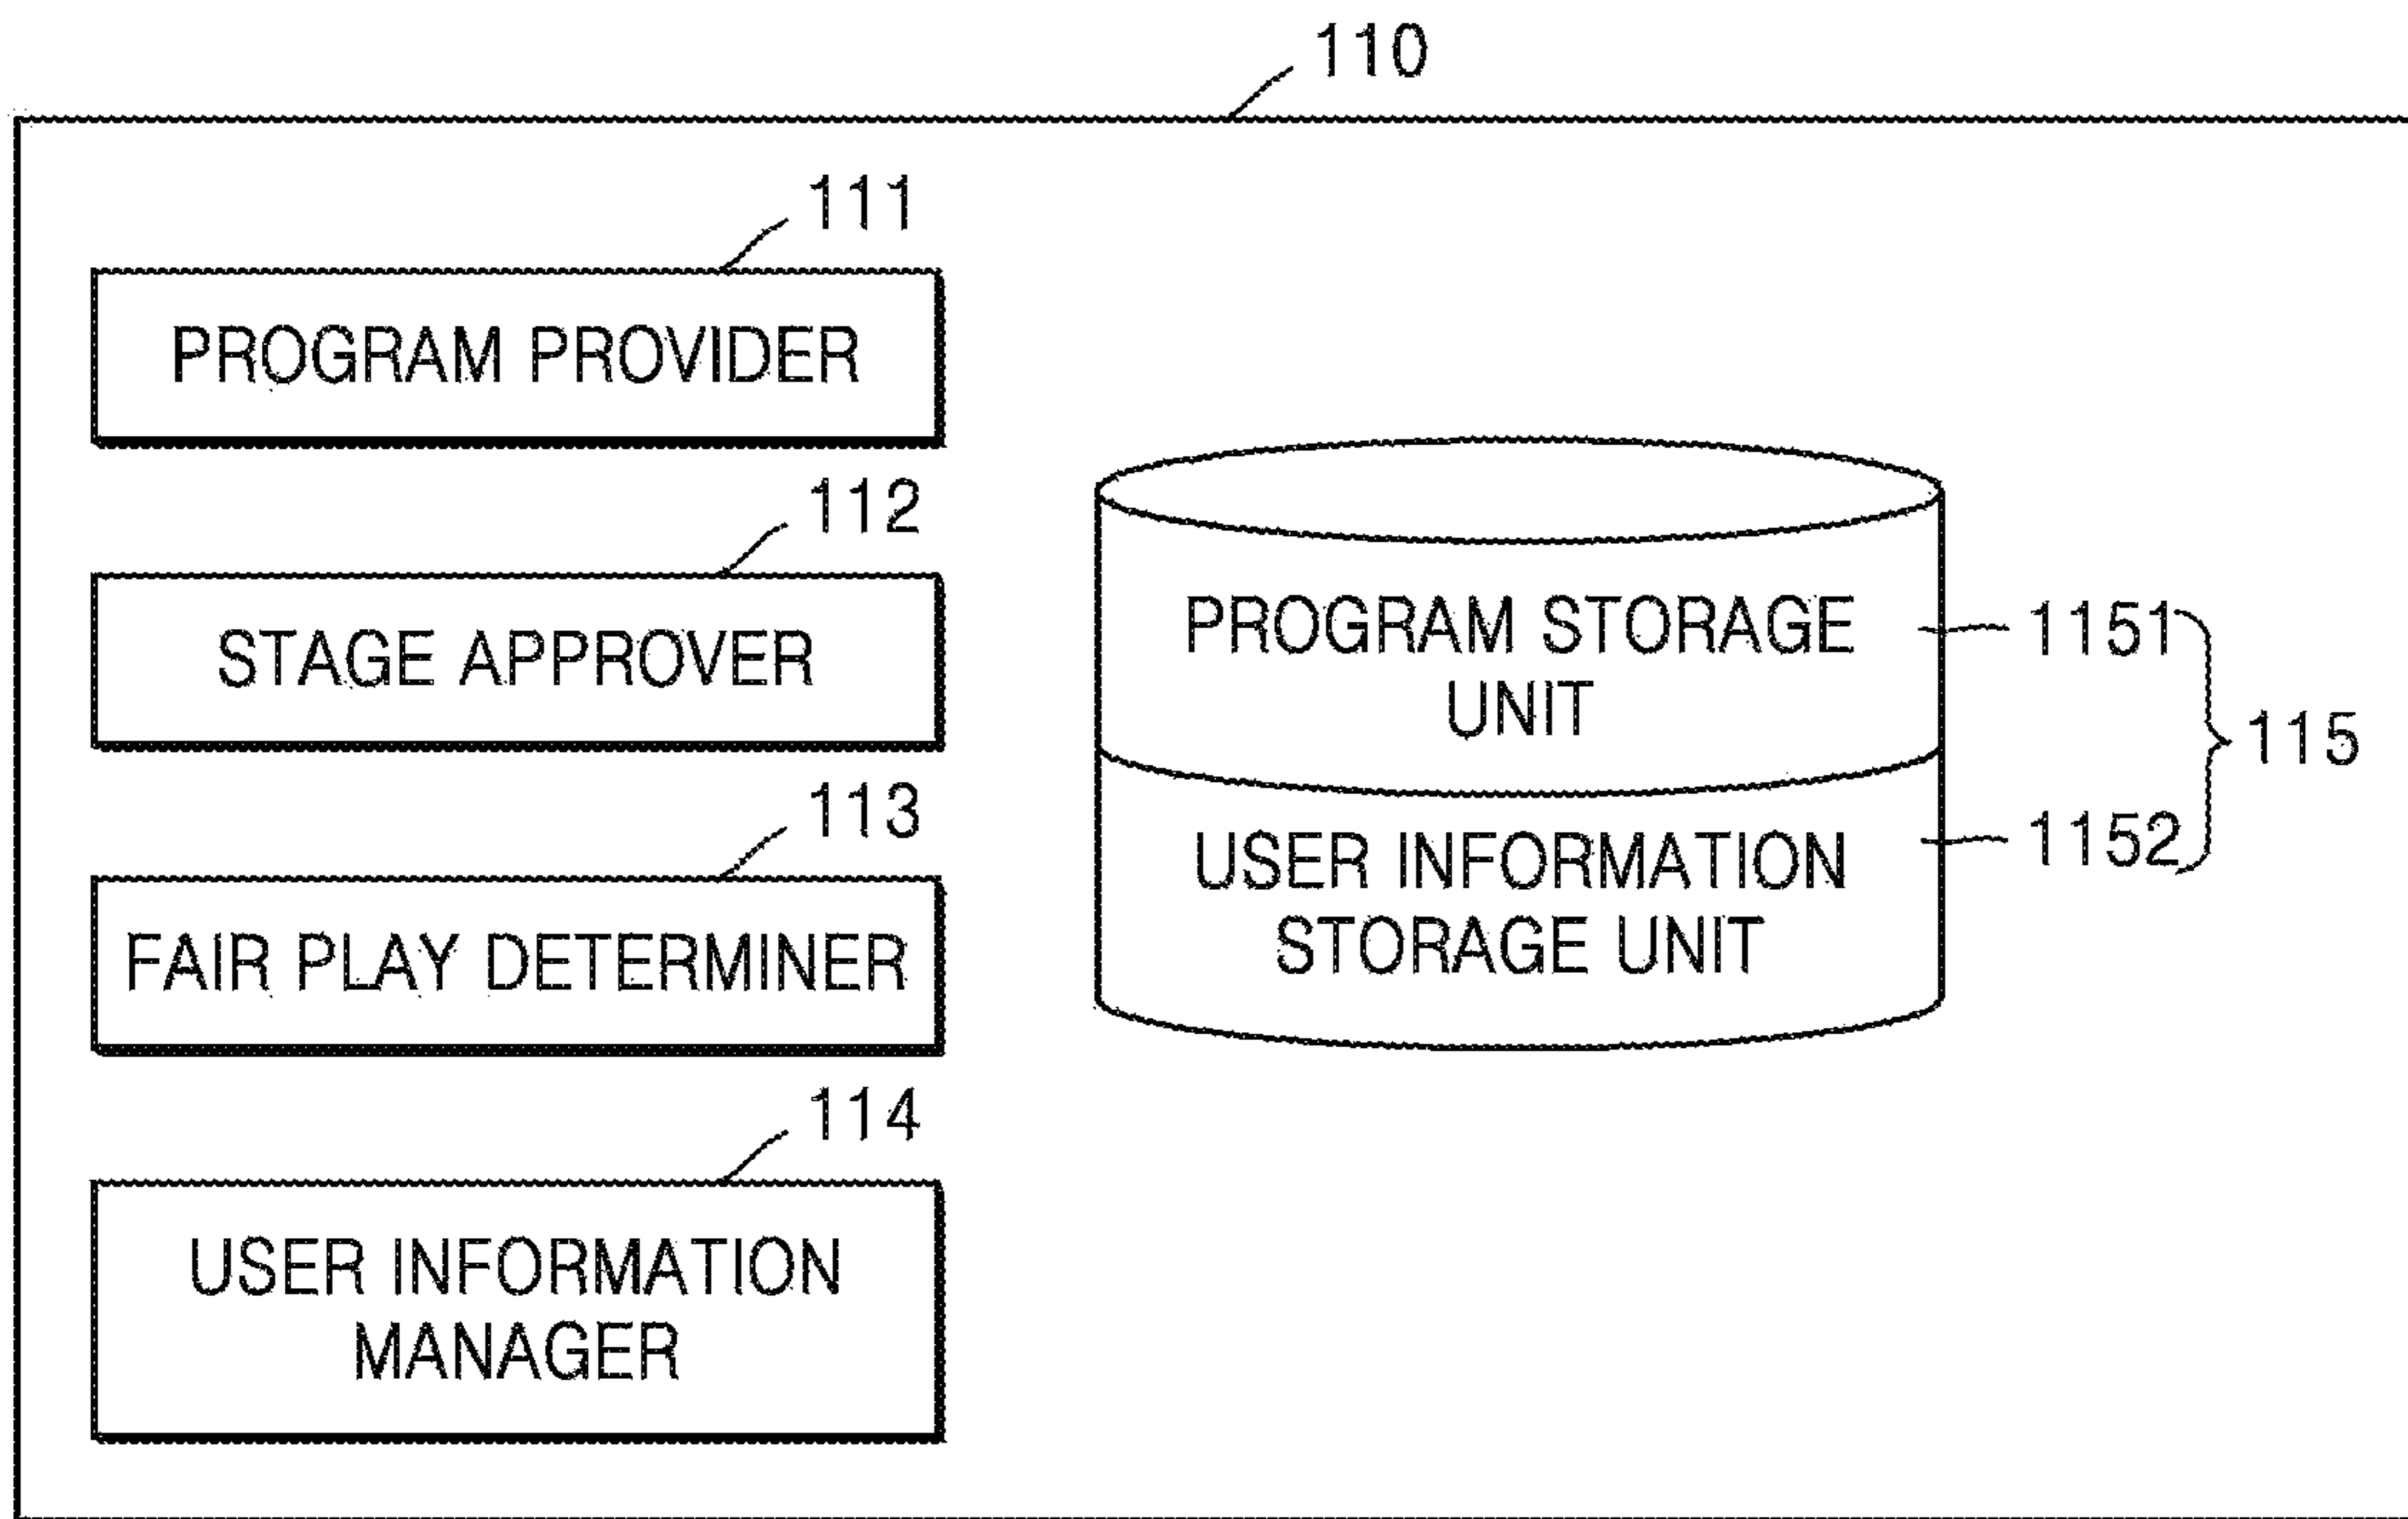 110
111
PROGRAM PROVIDER
112
STAGE APPROVER
113
FAIR PLAY DETERMINER
114
USER INFORMATION
MANAGER
PROGRAM STORAGE
UNIT
1151
USER INFORMATION
STORAGE UNIT
1152
115